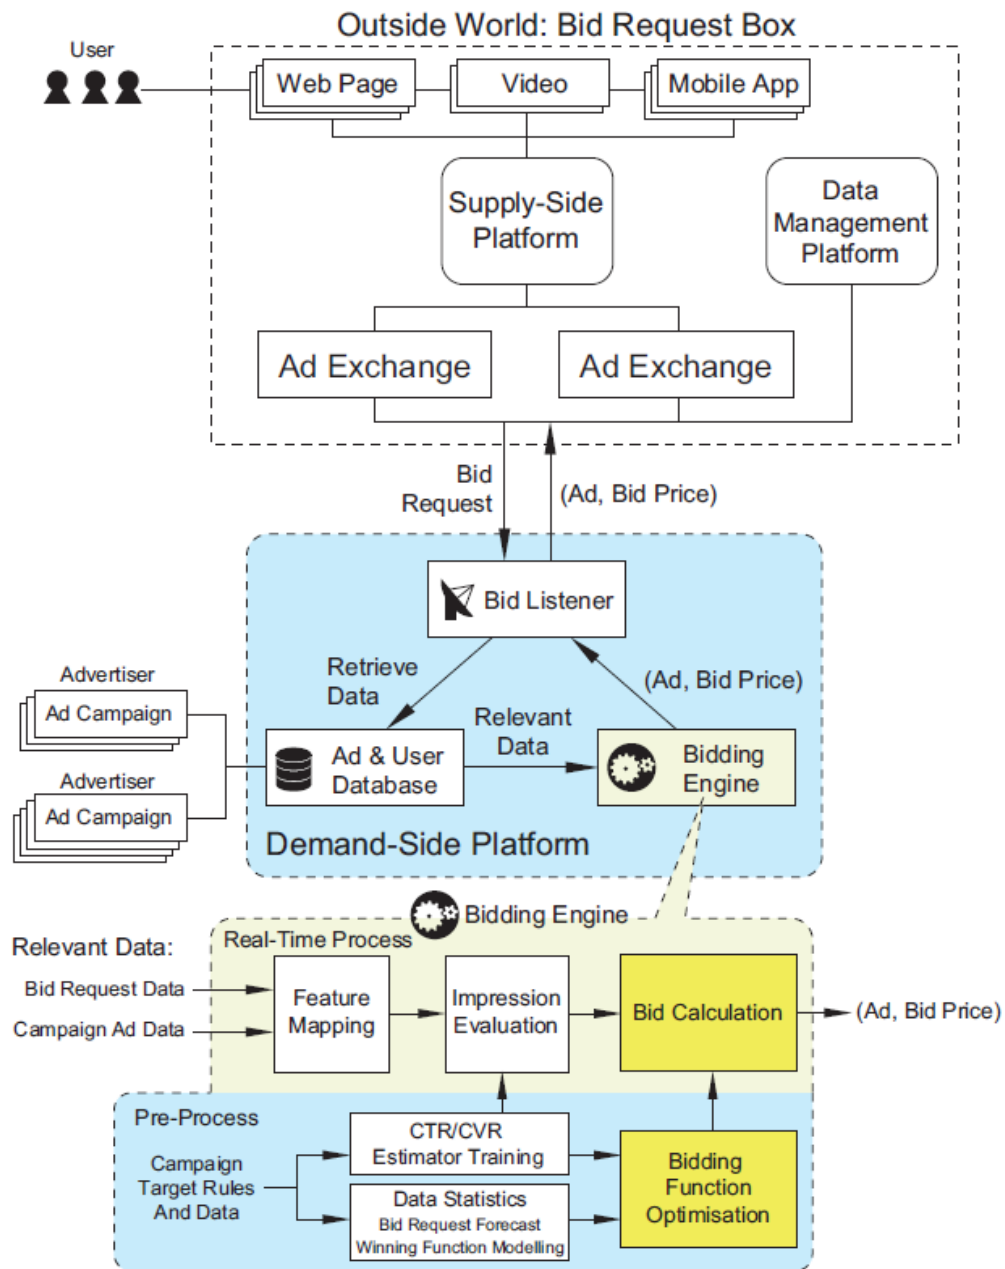 Outside World: Bid Request Box
User
Web Page
Video
Mobile App
Supply-Side
Platform
Data
Management
Platform
Ad Exchange
Ad Exchange
Bid
Request
(Ad, Bid Price)
Bid Listener
Retrieve
Data
(Ad, Bid Price)
Advertiser
Ad Campaign
Relevant
Data
Ad & User
Database
Bidding
Engine
Advertiser
Ad Campaign
Demand-Side Platform
Bidding Engine
Relevant Data:
Real-Time Process
Bid Request Data
Campaign Ad Data
Feature
Mapping
Impression
Evaluation
Bid Calculation
(Ad, Bid Price)
Pre-Process
Campaign
Target Rules
And Data
CTR/CVR
Estimator Training
Data Statistics
Bid Request Forecast
Winning Function Modelling
Bidding
Function
Optimisation